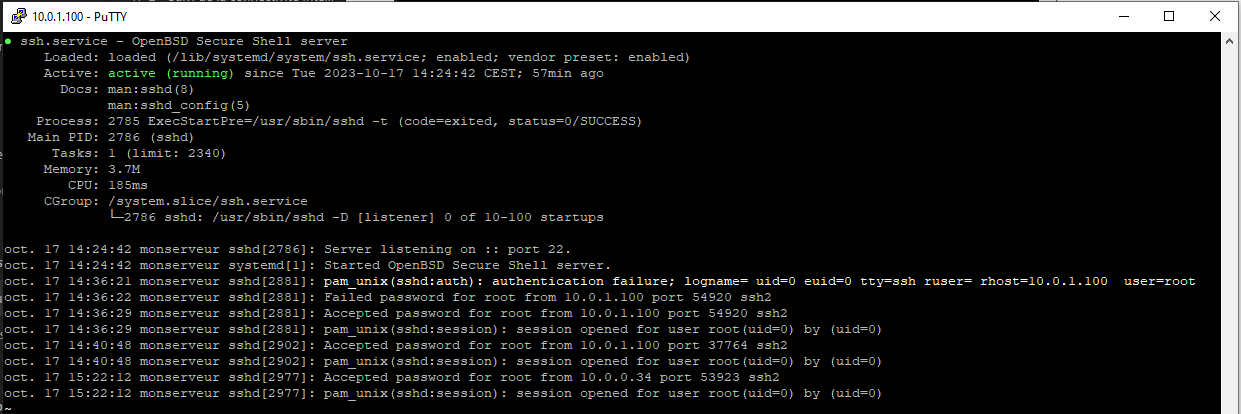 10.0.1.100 - PuTTY
● ssh.service - OpenBSD Secure Shell server
Loaded: loaded (/lib/systemd/system/ssh.service; enabled; vendor preset: enabled)
Active: active (running) since Tue 2023-10-17 14:24:42 CEST; 57min ago
Docs: man:sshd(8)
man:sshd_config(5)
Process: 2785 ExecStartPre=/usr/sbin/sshd -t (code=exited, status=0/SUCCESS)
Main PID: 2786 (sshd)
Tasks: 1 (limit: 2340)
Memory: 3.7M
CPU: 185ms
CGroup: /system.slice/ssh.service
└─2786 sshd: /usr/sbin/sshd -D [listener] 0 of 10-100 startups
oct. 17 14:24:42 monserveur sshd[2786]: Server listening on :: port 22.
oct. 17 14:24:42 monserveur systemd[1]: Started OpenBSD Secure Shell server.
oct. 17 14:36:21 monserveur sshd[2881]: pam_unix(sshd:auth): authentication failure; logname= uid=0 euid=0 tty=ssh ruser= rhost=10.0.1.100  user=root
oct. 17 14:36:22 monserveur sshd[2881]: Failed password for root from 10.0.1.100 port 54920 ssh2
oct. 17 14:36:29 monserveur sshd[2881]: Accepted password for root from 10.0.1.100 port 54920 ssh2
oct. 17 14:36:29 monserveur sshd[2881]: pam_unix(sshd:session): session opened for user root(uid=0) by (uid=0)
oct. 17 14:40:48 monserveur sshd[2902]: Accepted password for root from 10.0.1.100 port 37764 ssh2
oct. 17 14:40:48 monserveur sshd[2902]: pam_unix(sshd:session): session opened for user root(uid=0) by (uid=0)
oct. 17 15:22:12 monserveur sshd[2977]: Accepted password for root from 10.0.0.34 port 53923 ssh2
oct. 17 15:22:12 monserveur sshd[2977]: pam_unix(sshd:session): session opened for user root(uid=0) by (uid=0)
~